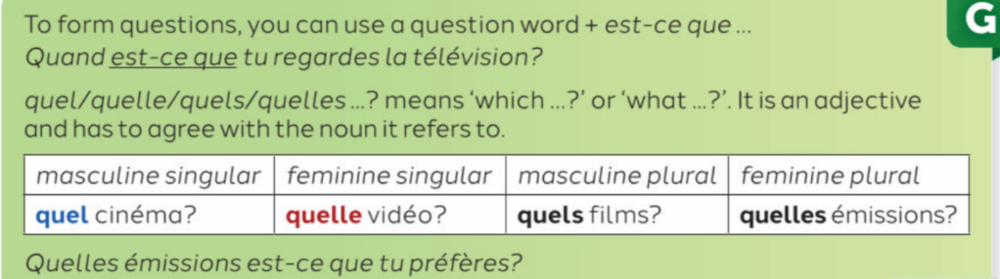 G
To form questions, you can use a question word + est-ce que ...
Quand est-ce que tu regardes la télévision?
quel/quelle/quels/quelles ...? means ‘which ...?’ or ‘what ...?’. It is an adjective
and has to agree with the noun it refers to.
masculine singular feminine singular masculine plural feminine plural
quel cinéma? quelle vidéo? quels films? quelles émissions?
Quelles émissions est-ce que tu préfères?